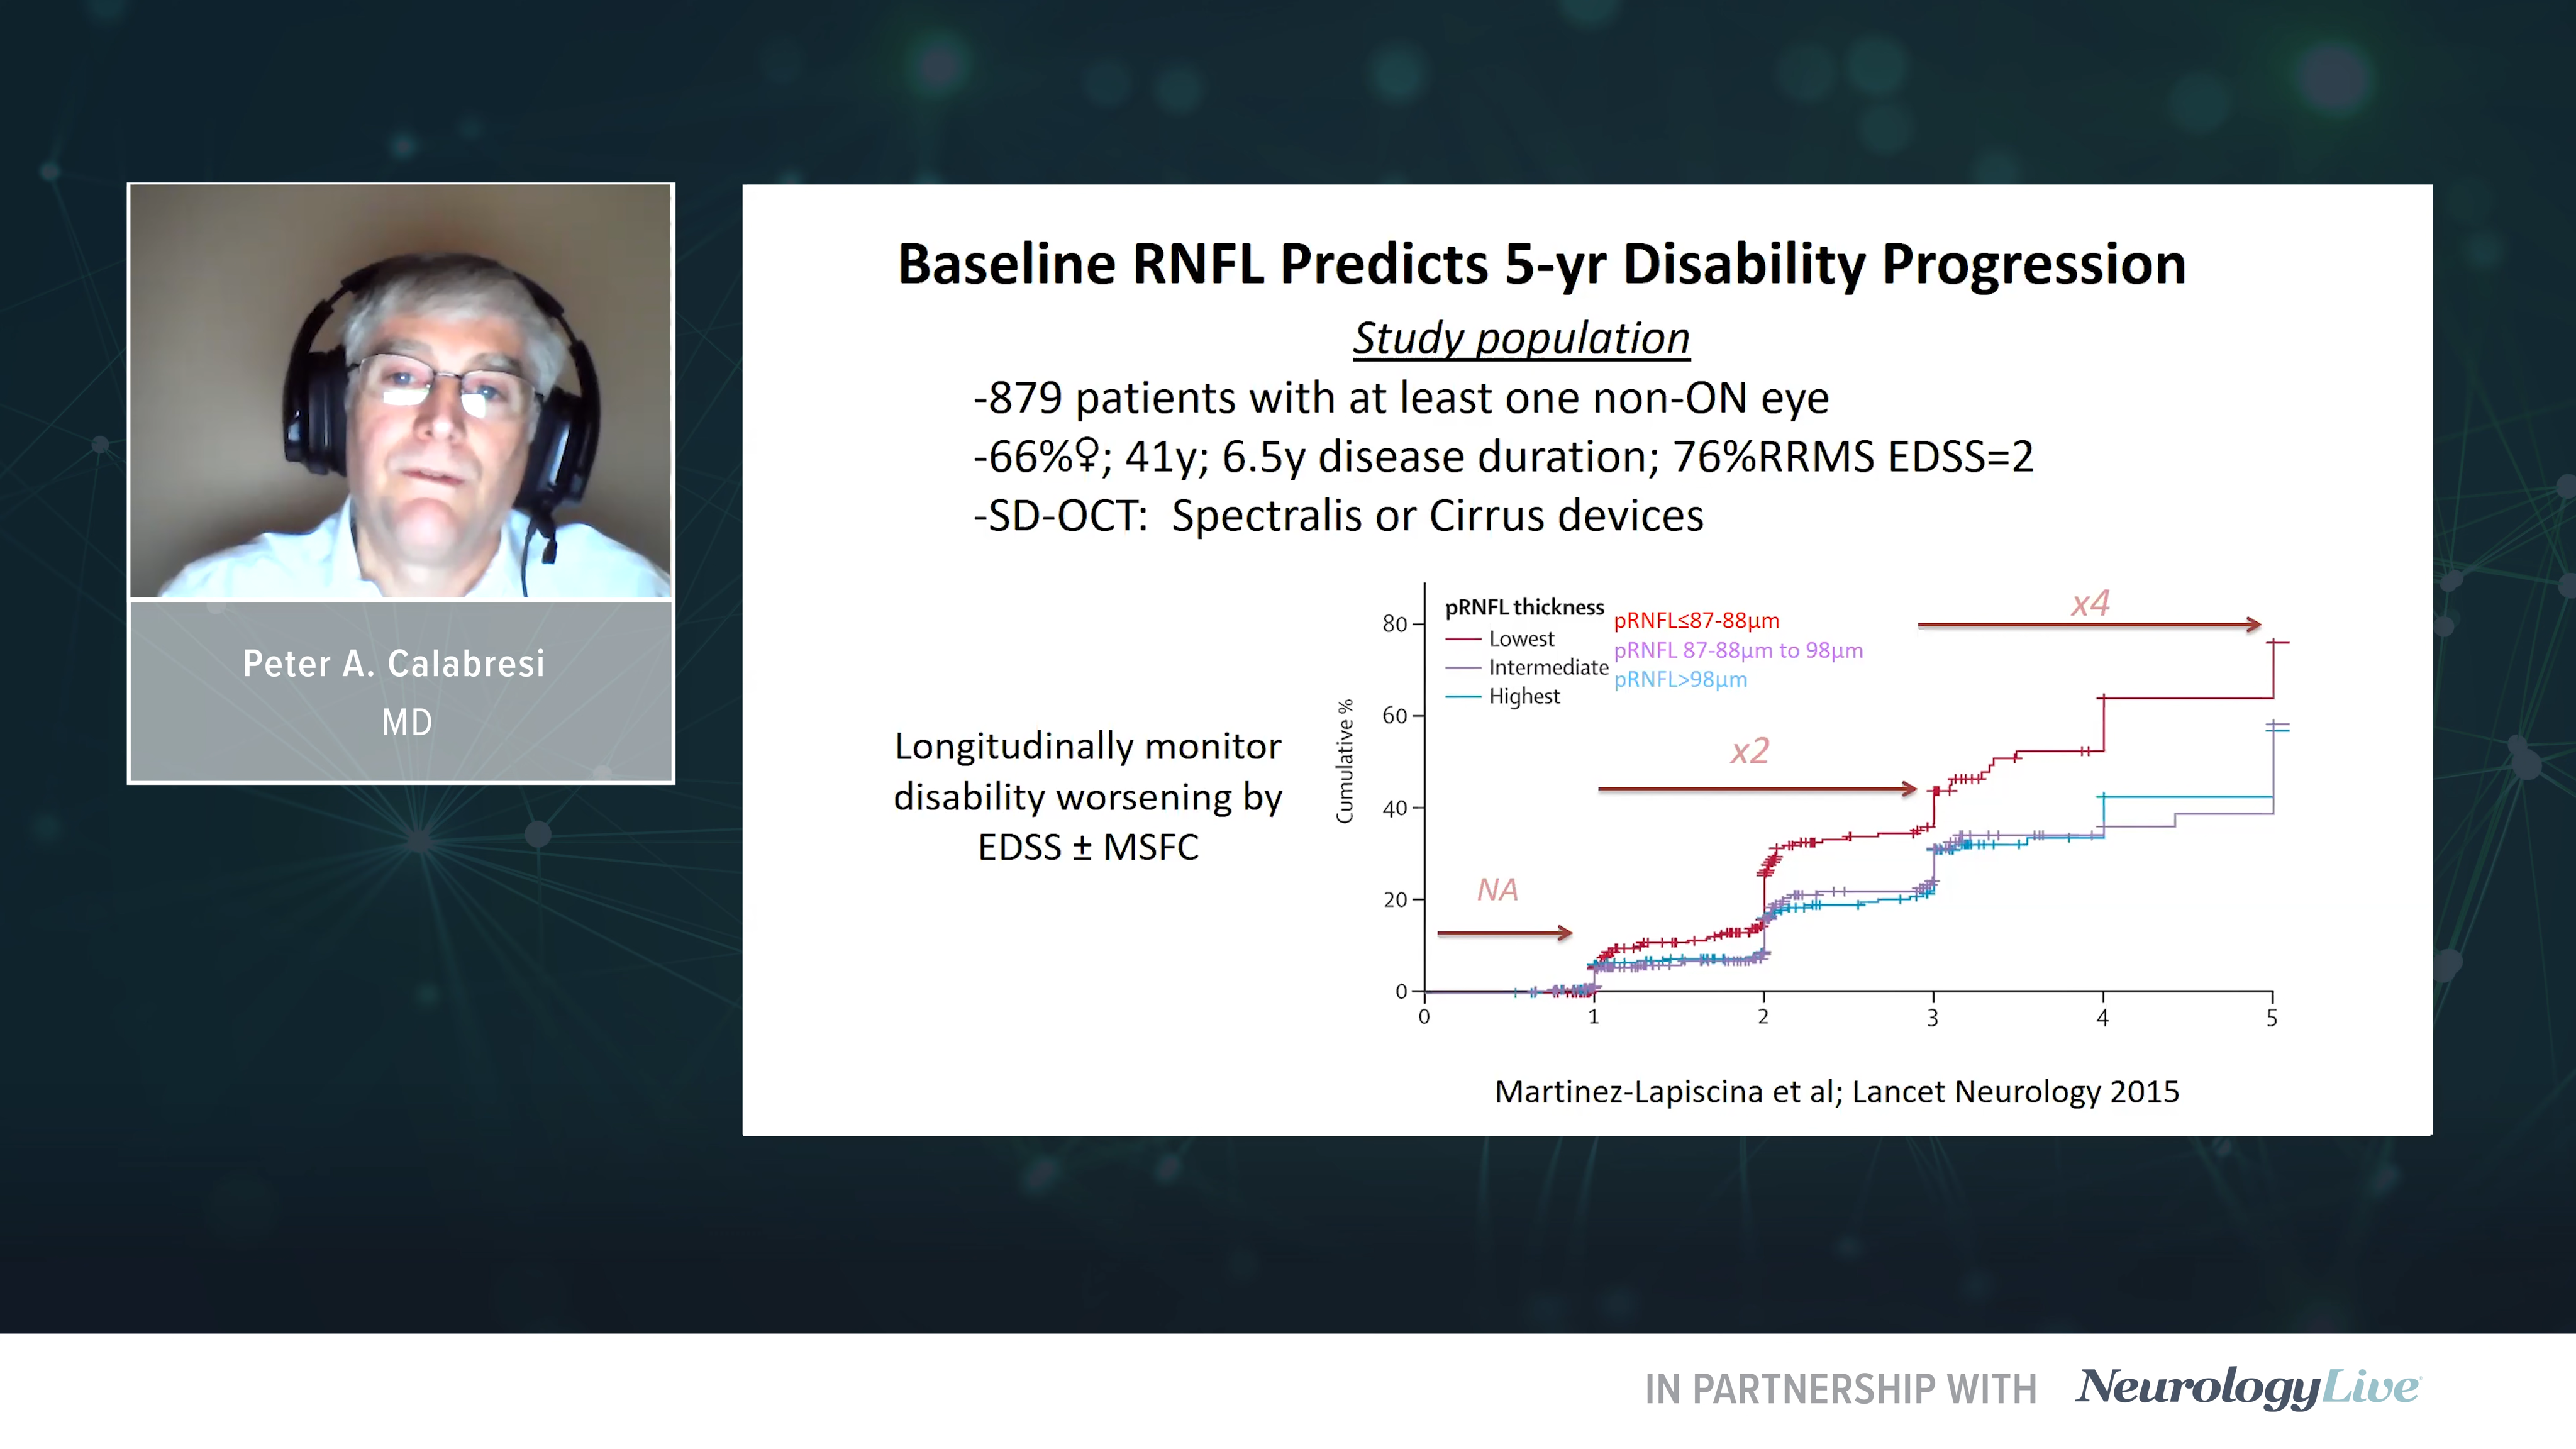 Peter A. Calabresi
MD
Baseline RNFL Predicts 5-yr Disability Progression
Study population
-879 patients with at least one non-ON eye
-66%♀; 41y; 6.5y disease duration; 76%RRMS EDSS=2
-SD-OCT: Spectralis or Cirrus devices
Longitudinally monitor
disability worsening by
EDSS ± MSFC
pRNFL thickness
Lowest
Intermediate
Highest
pRNFL≤87-88µm
pRNFL 87-88µm to 98µm
pRNFL>98µm
x4
x2
NA
Cumulative %
80
60
40
20
0
0 1 2 3 4 5
Martinez-Lapiscina et al; Lancet Neurology 2015
IN PARTNERSHIP WITH NeurologyLive